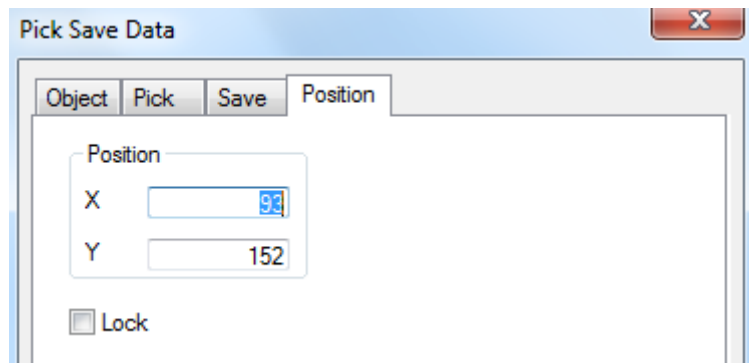 Pick Save Data
Object Pick Save Position
Position
X 93
Y 152
Lock